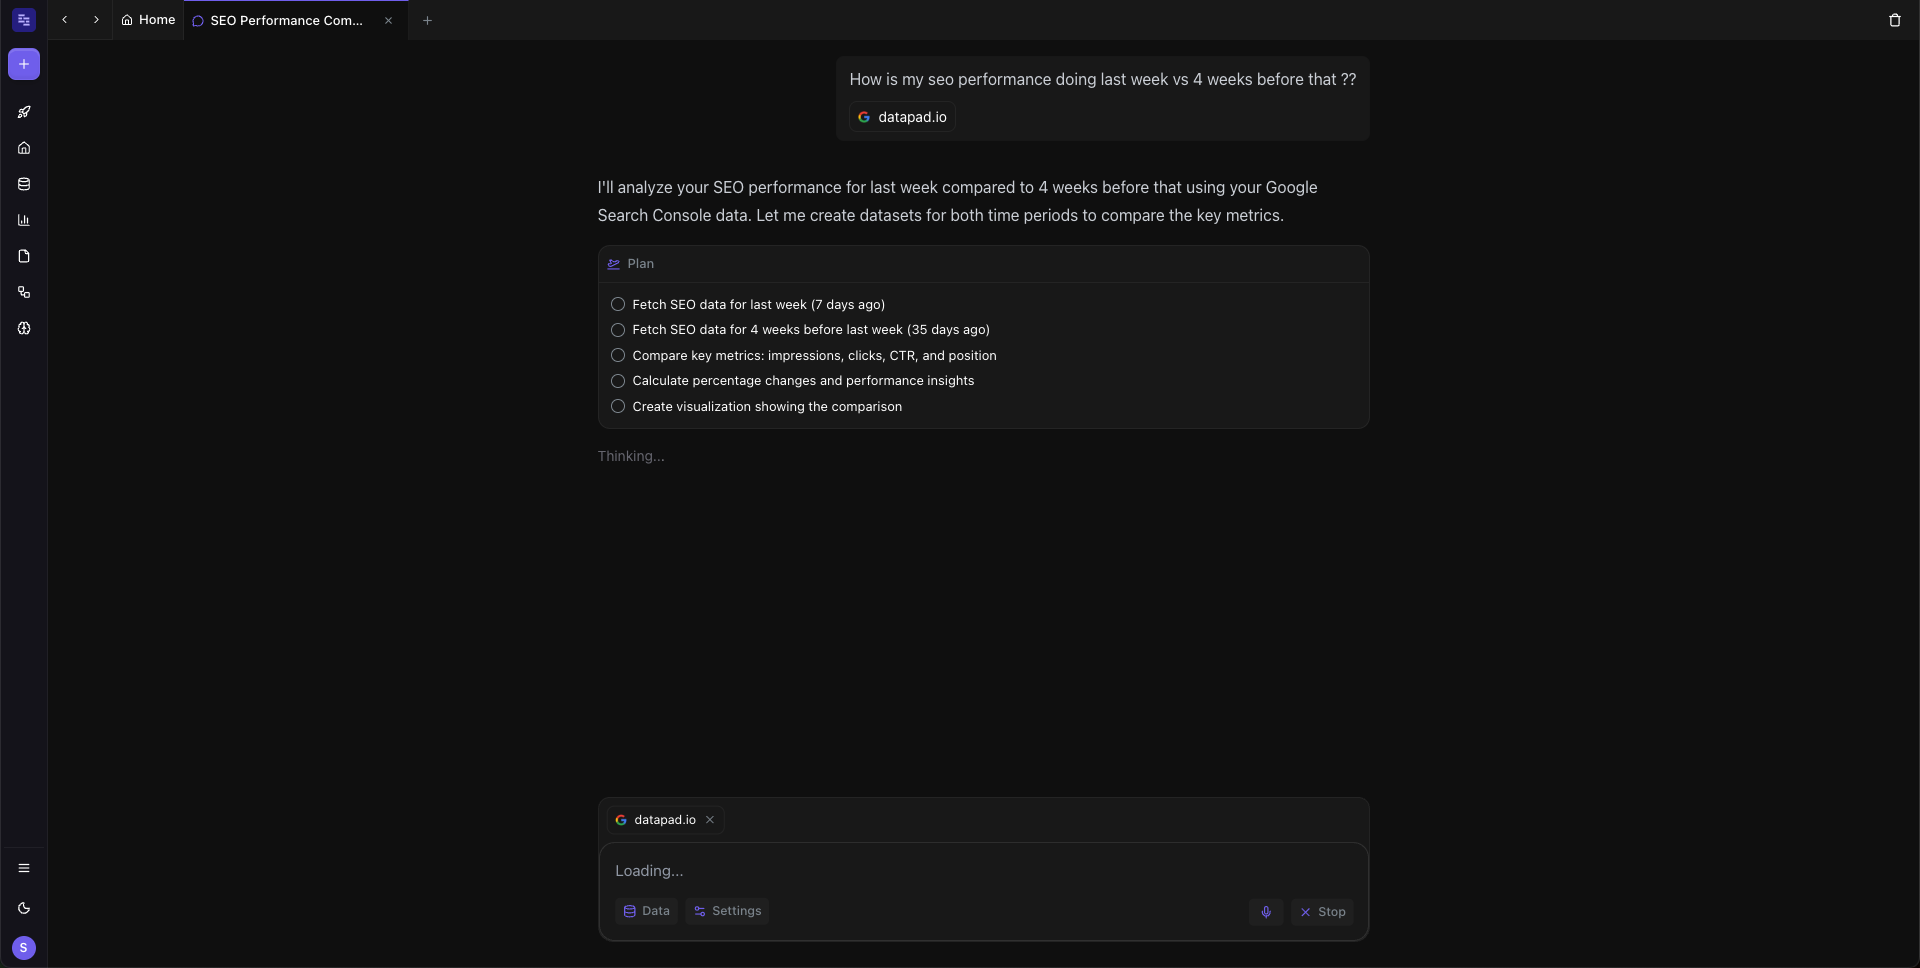 Home
SEO Performance Com...
How is my seo performance doing last week vs 4 weeks before that ??
datapad.io
I'll analyze your SEO performance for last week compared to 4 weeks before that using your Google
Search Console data. Let me create datasets for both time periods to compare the key metrics.
Plan
Fetch SEO data for last week (7 days ago)
Fetch SEO data for 4 weeks before last week (35 days ago)
Compare key metrics: impressions, clicks, CTR, and position
Calculate percentage changes and performance insights
Create visualization showing the comparison
Thinking...
datapad.io
Loading...
Data
Settings
Stop
S